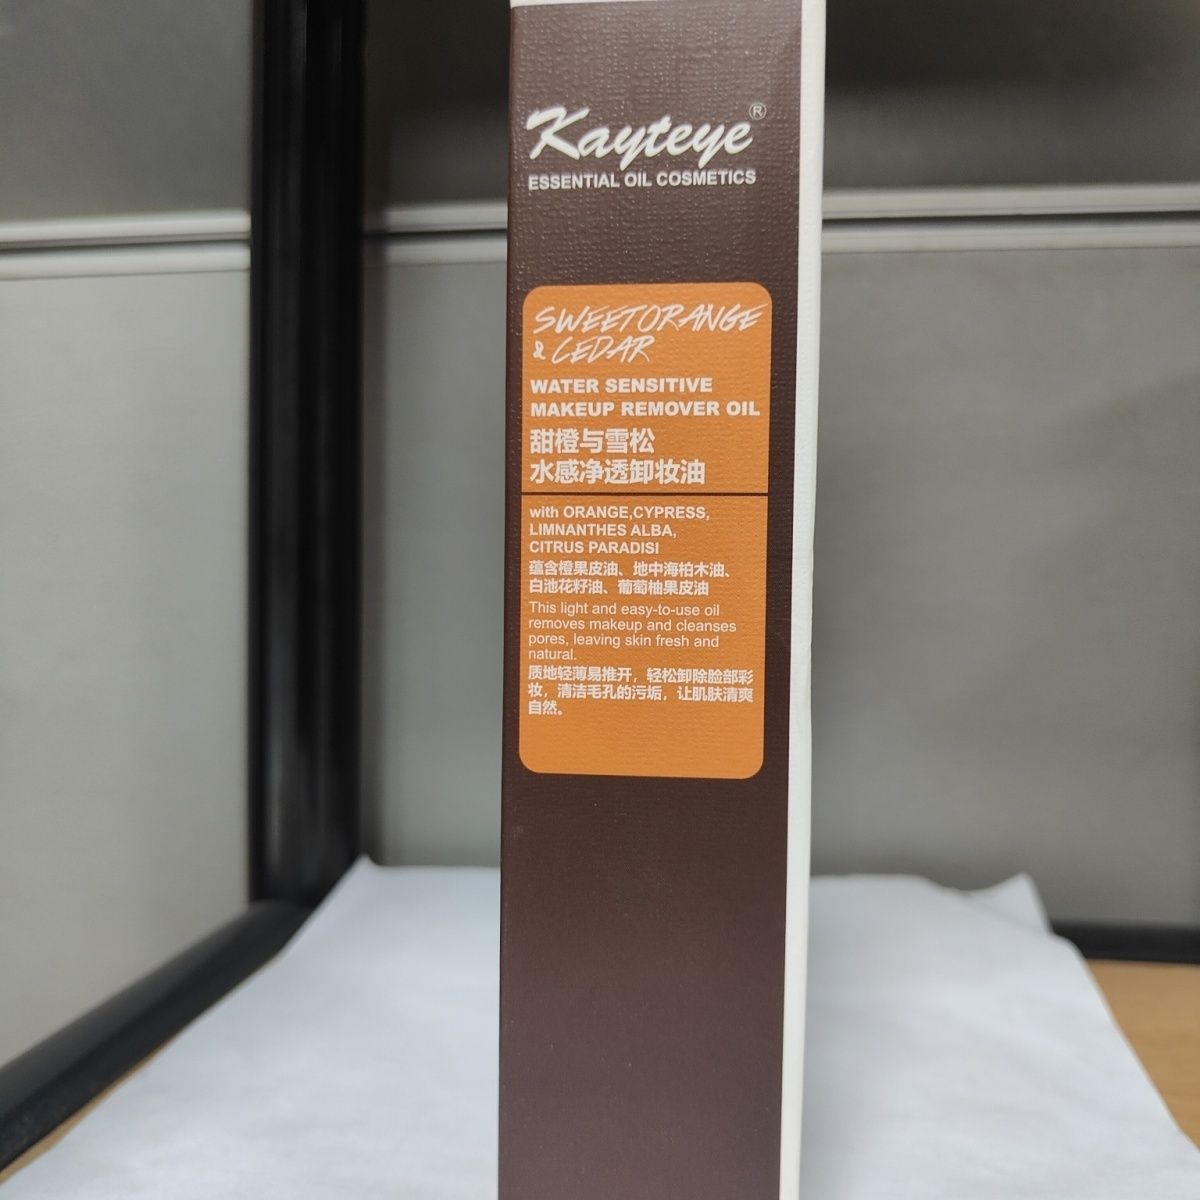 Kayteye®
ESSENTIAL OIL COSMETICS
SWEETORANGE
& CEDAR
WATER SENSITIVE
MAKEUP REMOVER OIL
甜橙与雪松
水感净透卸妆油
with ORANGE,CYPRESS,
LIMNANTHES ALBA,
CITRUS PARADISI
蕴含橙果皮油、地中海柏木油、
白池花籽油、葡萄柚果皮油
This light and easy-to-use oil
removes makeup and cleanses
pores, leaving skin fresh and
natural.
质地轻薄易推开，轻松卸除脸部彩
妆，清洁毛孔的污垢，让肌肤清爽
自然。